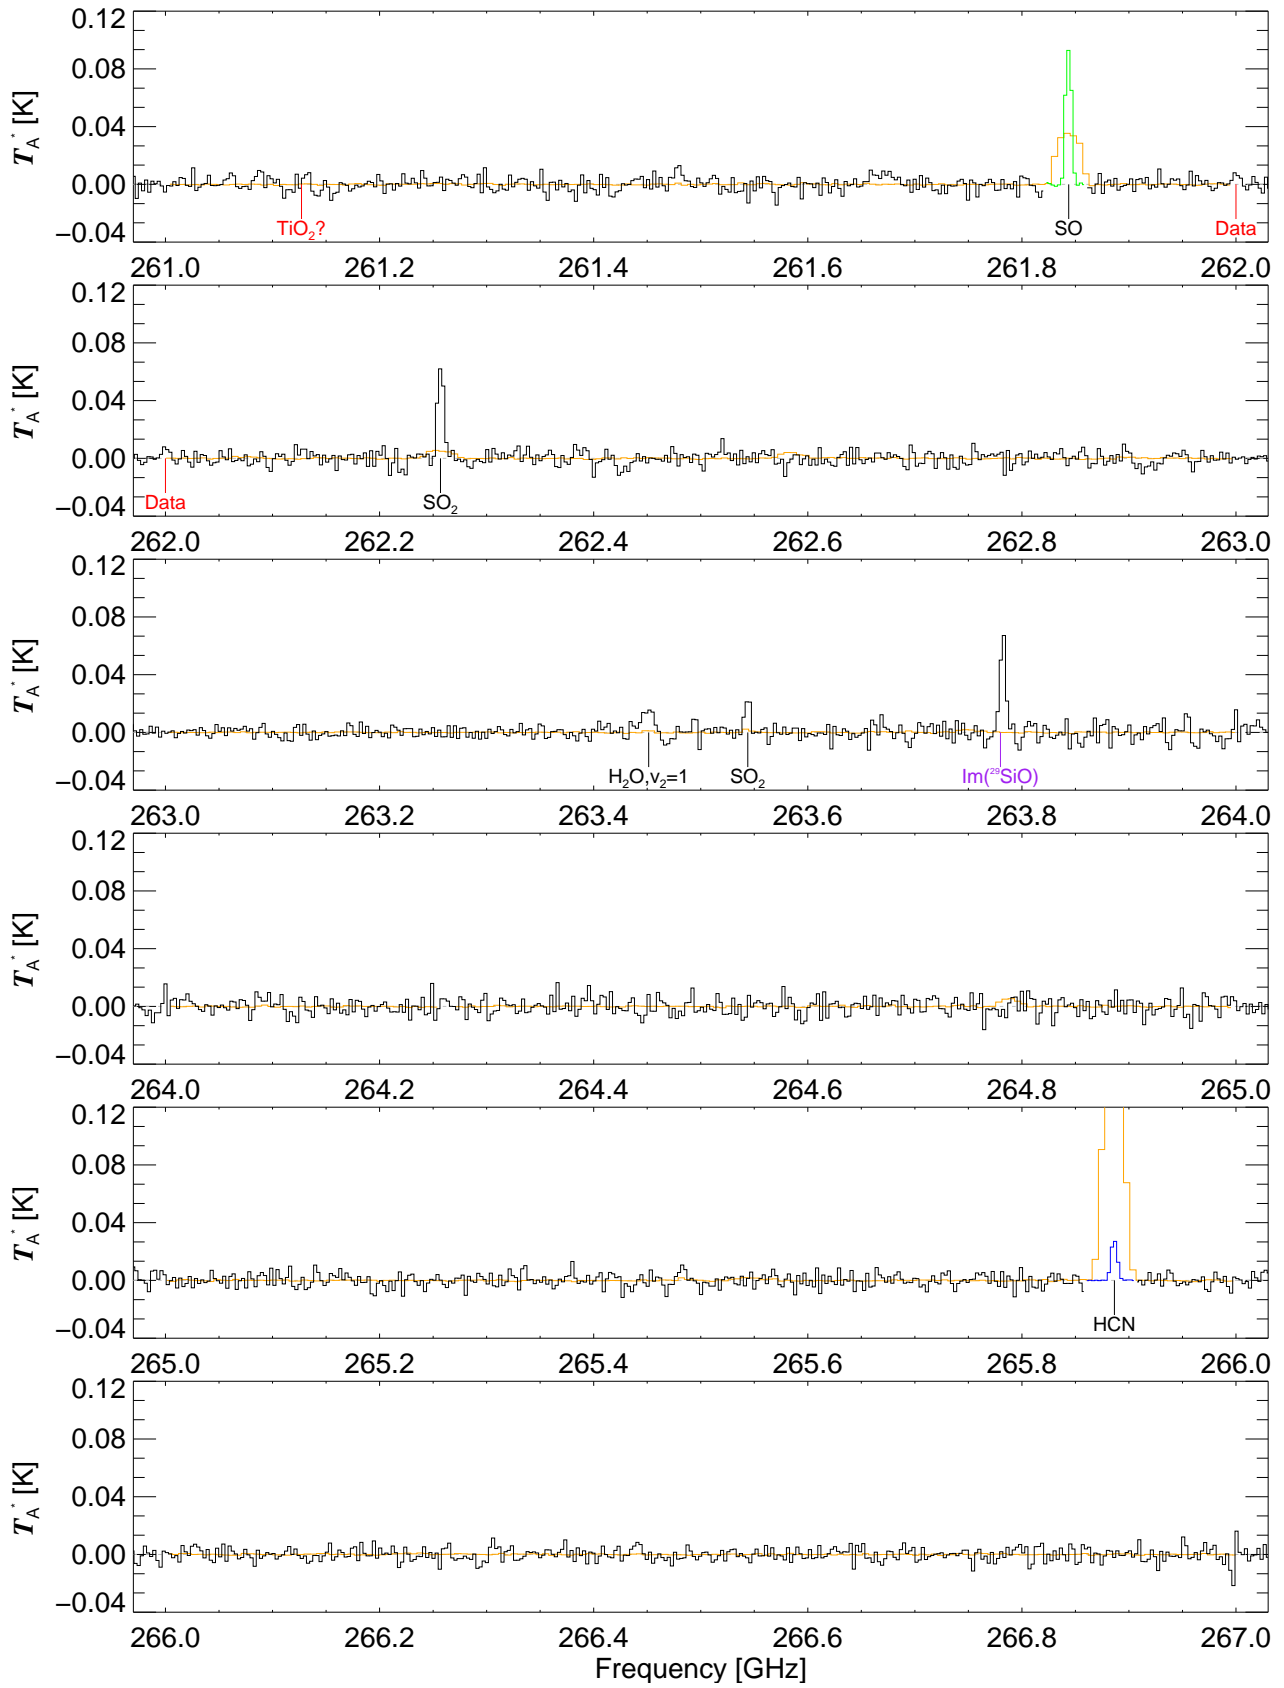 0.12
0.08
0.04
0.00
−0.04
T_A^* [K]
TiO₂?
SO
Data
261.0 261.2 261.4 261.6 261.8 262.0
0.12
0.08
0.04
0.00
−0.04
T_A^* [K]
Data
SO₂
262.0 262.2 262.4 262.6 262.8 263.0
0.12
0.08
0.04
0.00
−0.04
T_A^* [K]
H₂O,v₂=1
SO₂
Im(²⁹SiO)
263.0 263.2 263.4 263.6 263.8 264.0
0.12
0.08
0.04
0.00
−0.04
T_A^* [K]
264.0 264.2 264.4 264.6 264.8 265.0
0.12
0.08
0.04
0.00
−0.04
T_A^* [K]
HCN
265.0 265.2 265.4 265.6 265.8 266.0
0.12
0.08
0.04
0.00
−0.04
T_A^* [K]
266.0 266.2 266.4 266.6 266.8 267.0
Frequency [GHz]